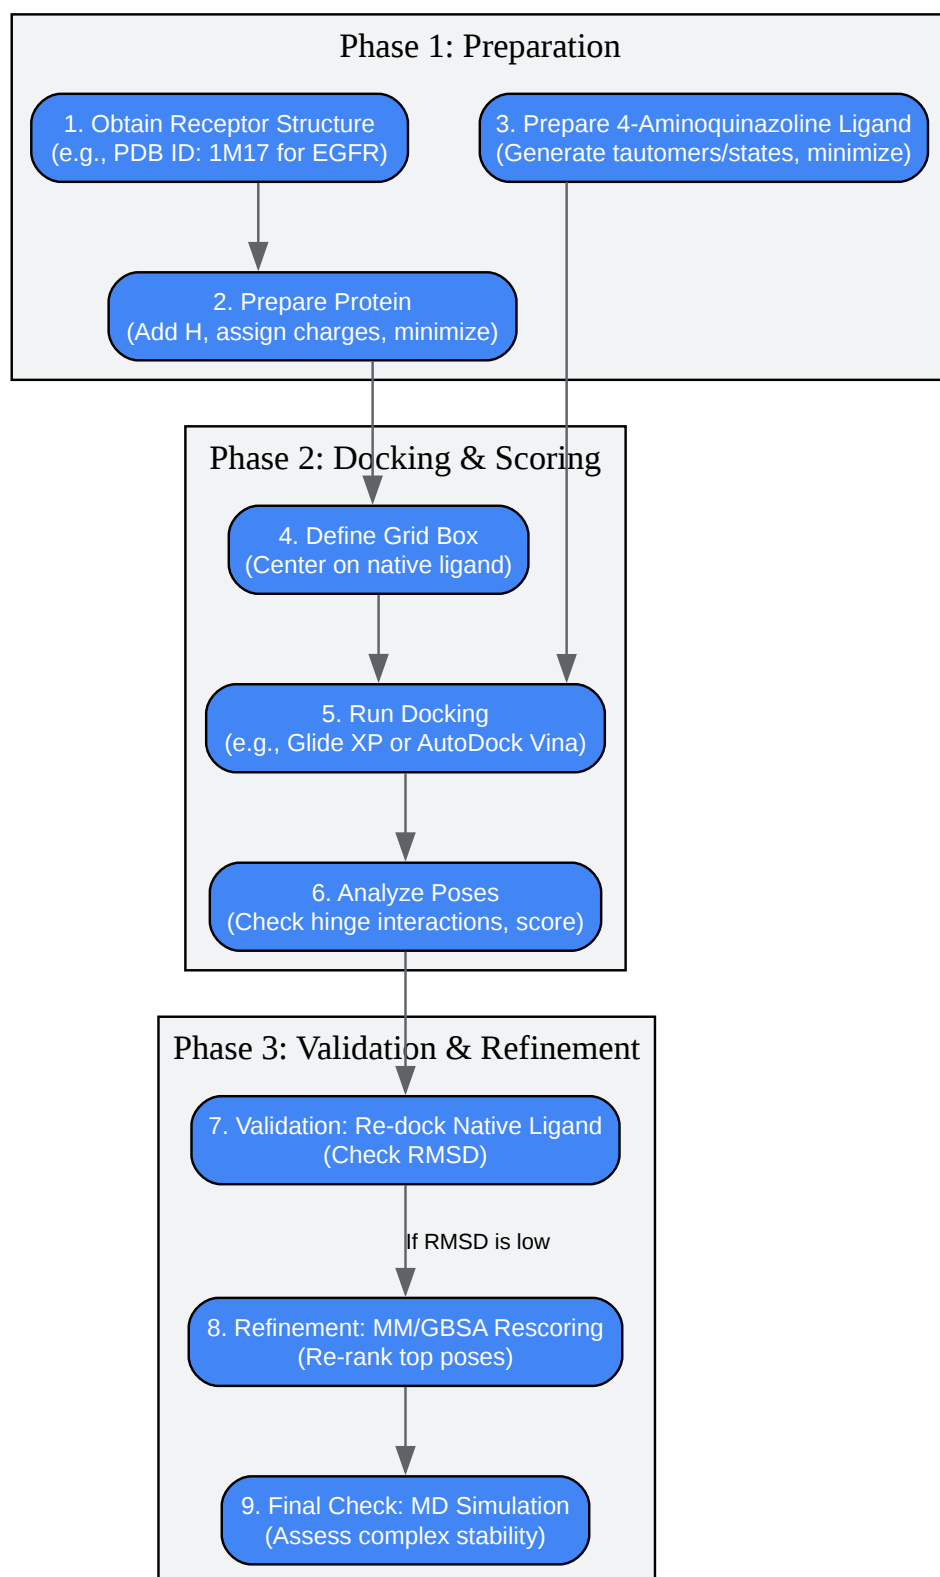 Phase 1: Preparation
1. Obtain Receptor Structure
(e.g., PDB ID: 1M17 for EGFR)
3. Prepare 4-Aminoquinazoline Ligand
(Generate tautomers/states, minimize)
2. Prepare Protein
(Add H, assign charges, minimize)
Phase 2: Docking & Scoring
4. Define Grid Box
(Center on native ligand)
5. Run Docking
(e.g., Glide XP or AutoDock Vina)
6. Analyze Poses
(Check hinge interactions, score)
Phase 3: Validation & Refinement
7. Validation: Re-dock Native Ligand
(Check RMSD)
If RMSD is low
8. Refinement: MM/GBSA Rescoring
(Re-rank top poses)
9. Final Check: MD Simulation
(Assess complex stability)